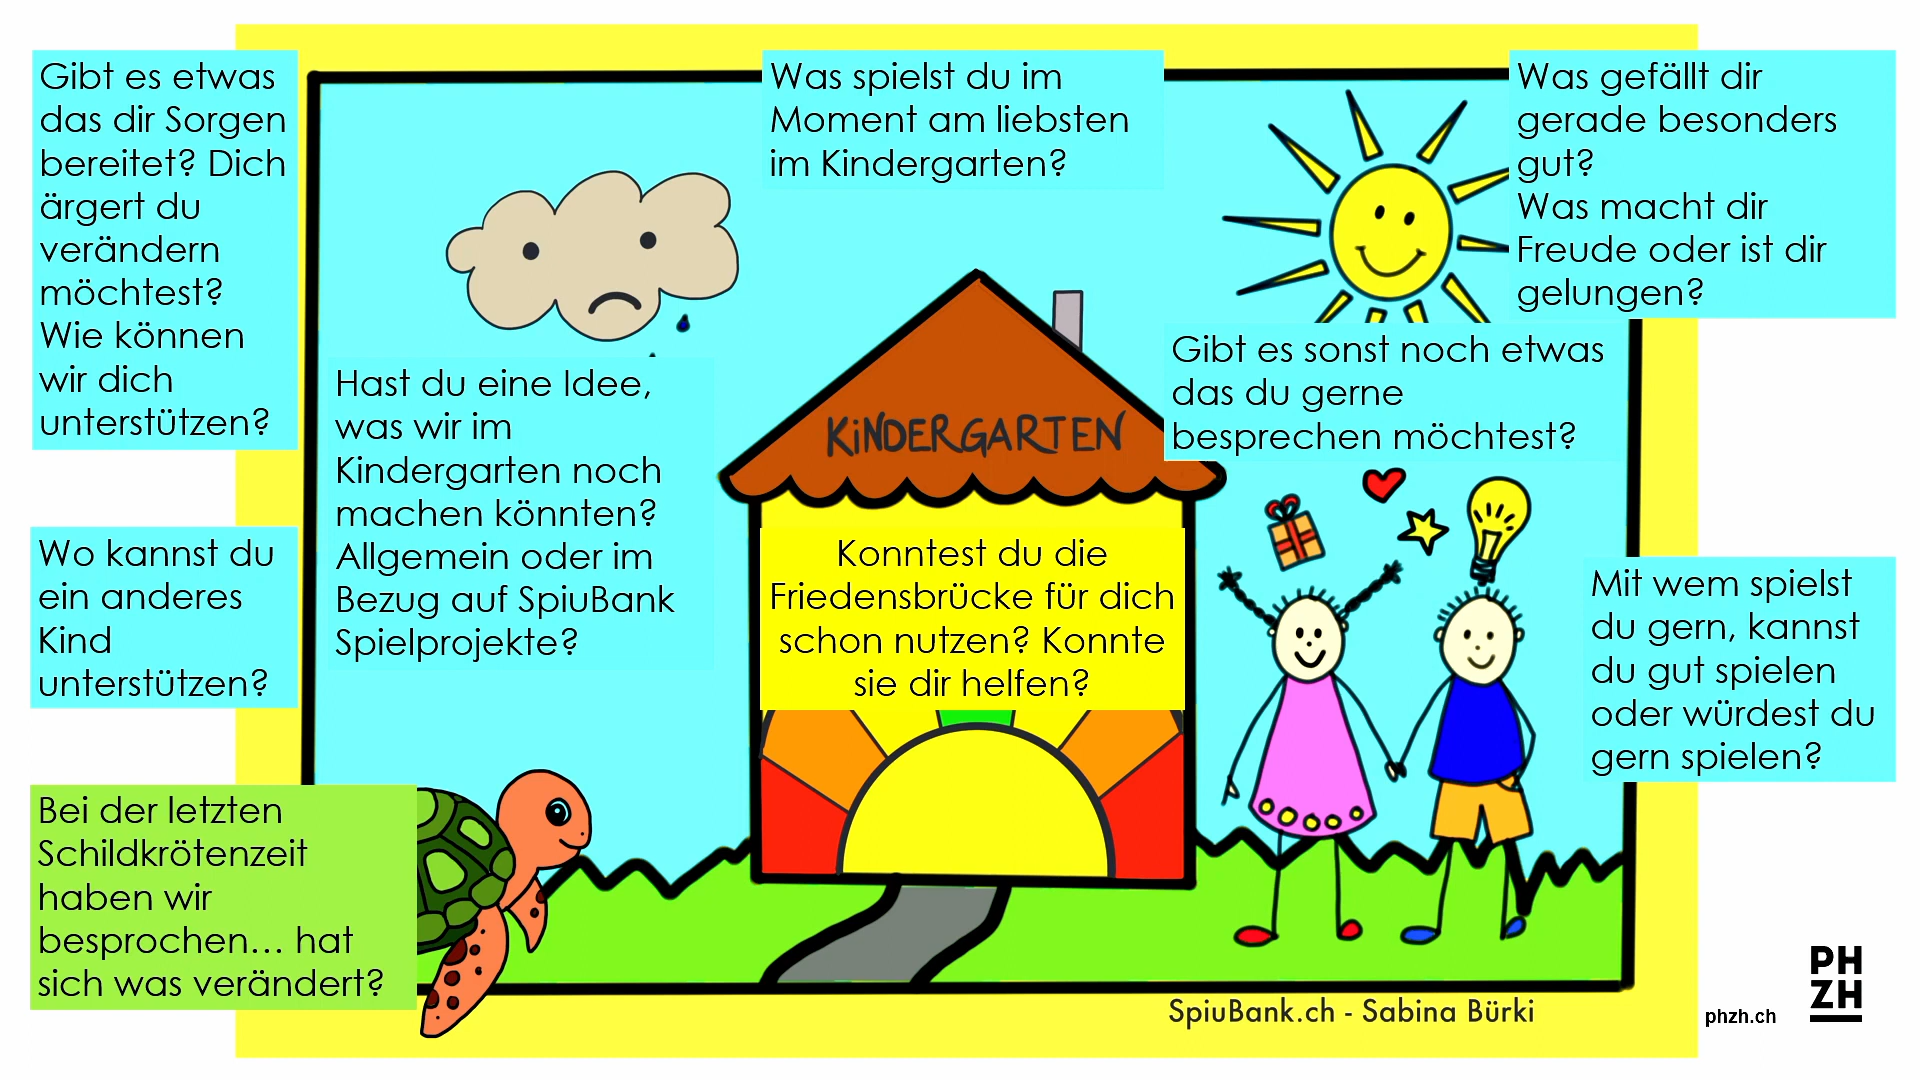 Gibt es etwas
das dir Sorgen
bereitet? Dich
ärgert du
verändern
möchtest?
Wie können
wir dich
unterstützen?
Was spielst du im
Moment am liebsten
im Kindergarten?
Was gefällt dir
gerade besonders
gut?
Was macht dir
Freude oder ist dir
gelungen?
Hast du eine Idee,
was wir im
Kindergarten noch
machen könnten?
Allgemein oder im
Bezug auf SpiuBank
Spielprojekte?
KiNDERGARTEN
Gibt es sonst noch etwas
das du gerne
besprechen möchtest?
Wo kannst du
ein anderes
Kind
unterstützen?
Konntest du die
Friedensbrücke für dich
schon nutzen? Konnte
sie dir helfen?
Mit wem spielst
du gern, kannst
du gut spielen
oder würdest du
gern spielen?
Bei der letzten
Schildkrötenzeit
haben wir
besprochen... hat
sich was verändert?
SpiuBank.ch - Sabina Bürki
phzh.ch
PH
ZH